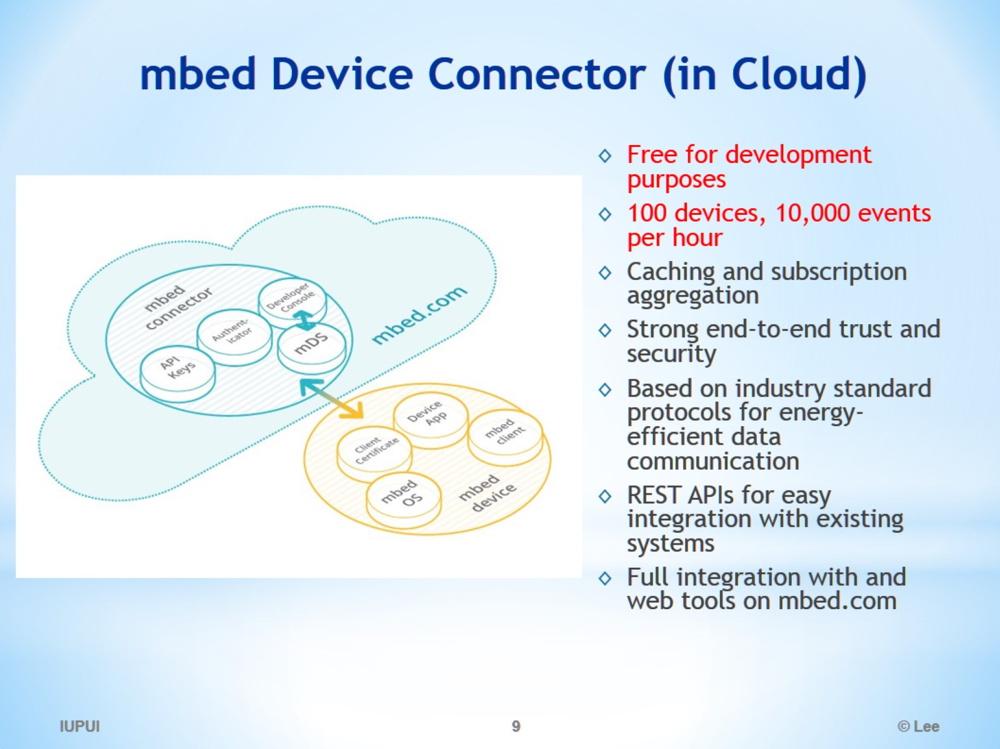 mbed Device Connector (in Cloud)
mbed
connector
Developer
Console
Authent-
icator
mDS
API
Keys
mbed.com
Device
App
mbed
client
Client
Certificate
mbed
OS
mbed
device
◊ Free for development
purposes
◊ 100 devices, 10,000 events
per hour
◊ Caching and subscription
aggregation
◊ Strong end-to-end trust and
security
◊ Based on industry standard
protocols for energy-
efficient data
communication
◊ REST APIs for easy
integration with existing
systems
◊ Full integration with and
web tools on mbed.com
IUPUI
9
© Lee